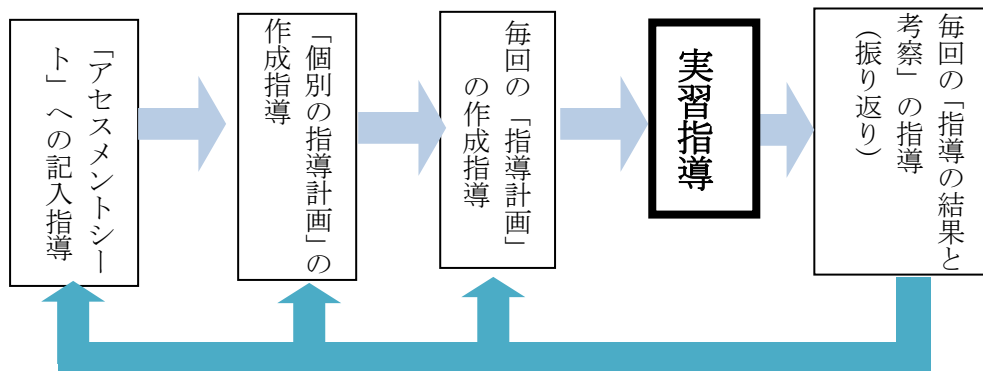 「アセスメントシー
ト」への記入指導
「個別の指導計画」の
作成指導
毎回の「指導計画」
の作成指導
実習指導
毎回の「指導の結果と
考察」の指導
（振り返り）